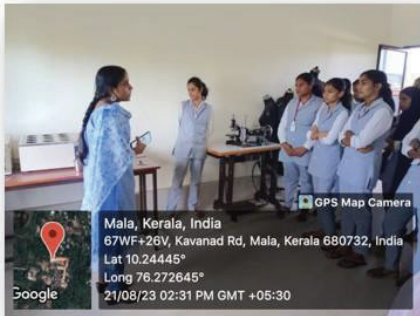 GPS Map Camera
Mala, Kerala, India
67WF+26V, Kavanad Rd, Mala, Kerala 680732, India
Lat 10.24445°
Long 76.272645°
21/08/23 02:31 PM GMT +05:30
Google